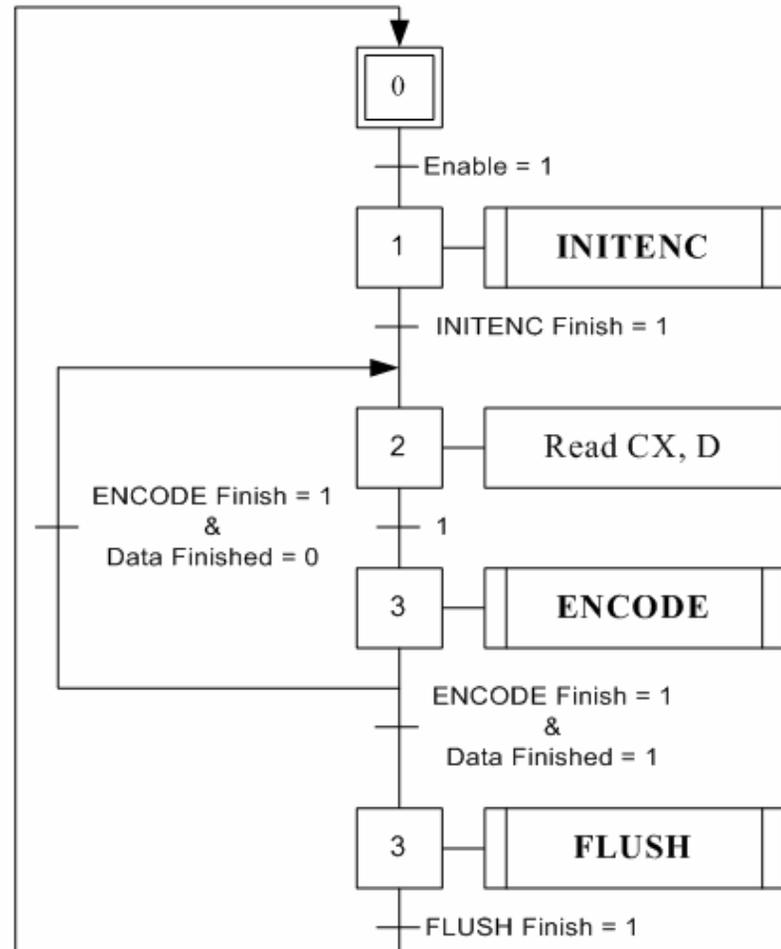 0
Enable = 1
1
INITENC
INITENC Finish = 1
2
Read CX, D
ENCODE Finish = 1
&
Data Finished = 0
1
3
ENCODE
ENCODE Finish = 1
&
Data Finished = 1
3
FLUSH
FLUSH Finish = 1